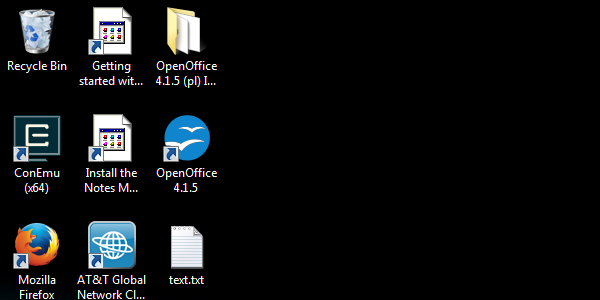 Recycle Bin
Getting
started wit...
OpenOffice
4.1.5 (pl) I...
ConEmu
(x64)
Install the
Notes M...
OpenOffice
4.1.5
Mozilla
Firefox
AT&T Global
Network Cl...
text.txt